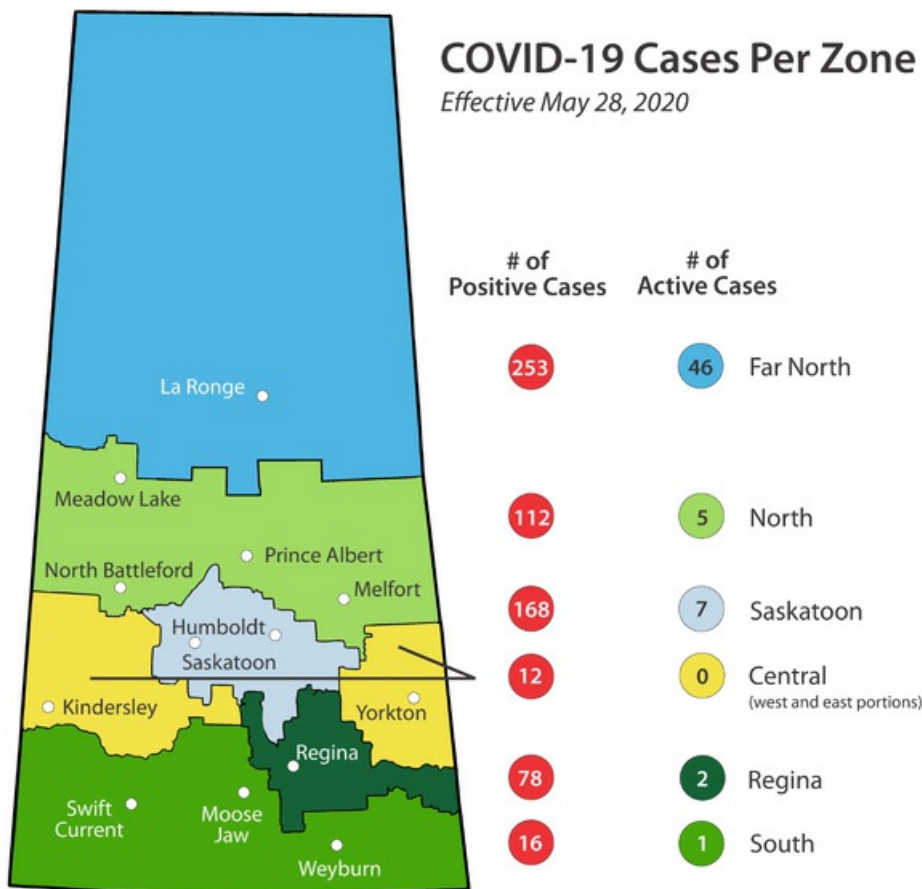 COVID-19 Cases Per Zone
Effective May 28, 2020
# of
Positive Cases
# of
Active Cases
253
46
Far North
La Ronge
Meadow Lake
112
5
North
Prince Albert
North Battleford
Melfort
168
7
Saskatoon
Humboldt
Saskatoon
12
0
Central
(west and east portions)
Kindersley
Yorkton
Regina
78
2
Regina
Swift
Current
Moose
Jaw
16
1
South
Weyburn